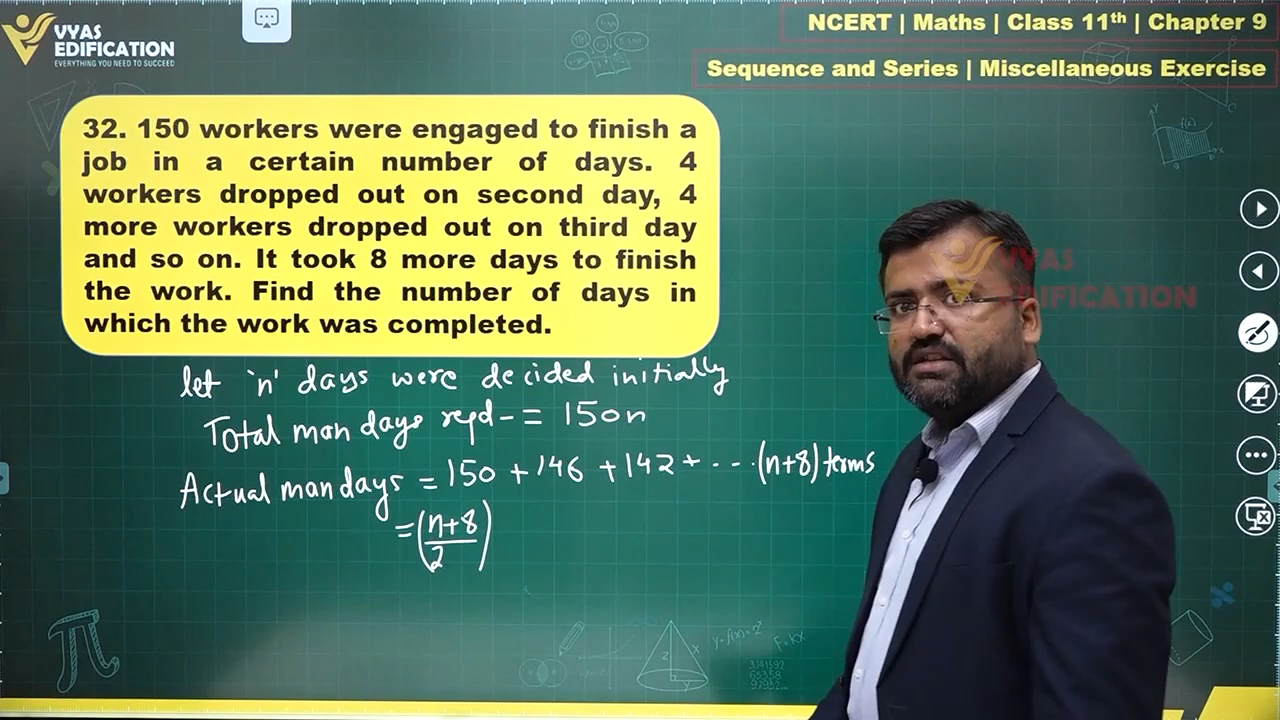 VYAS
EDIFICATION
EVERYTHING YOU NEED TO SUCCEED
NCERT | Maths | Class 11th | Chapter 9
Sequence and Series | Miscellaneous Exercise
32. 150 workers were engaged to finish a
job in a certain number of days. 4
workers dropped out on second day, 4
more workers dropped out on third day
and so on. It took 8 more days to finish
the work. Find the number of days in
which the work was completed.
let 'n' days were decided initially
Total man days reqd- = 150n
Actual man days = 150 + 146 + 142 + --- (n+8) terms
= (n+8/2)
VYAS
EDIFICATION